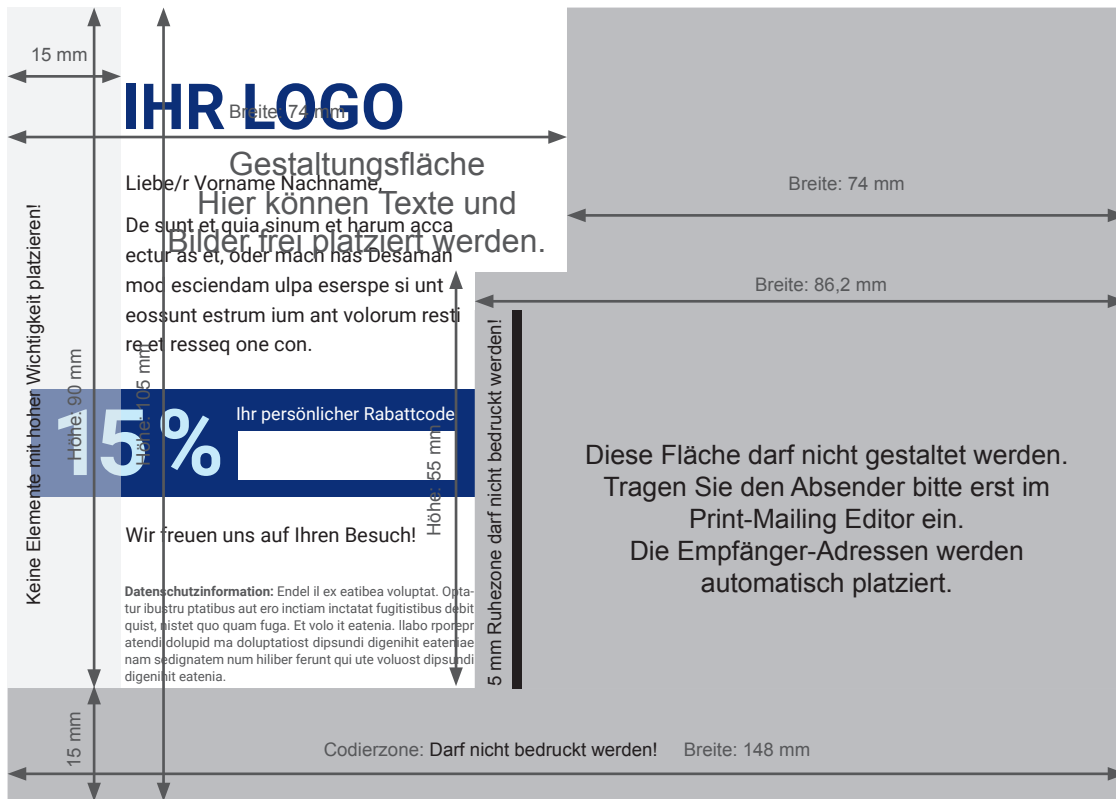 15 mm
IHR LOGO
Breite: 74 mm
Gestaltungsfläche
Hier können Texte und
Bilder frei platziert werden.
Liebe/r Vorname Nachname,
De sunt et quia sinum et harum acca
ectur as et, oder mach has Desaman
mod esciendam ulpa eserspe si unt
eossunt estrum ium ant volorum resti
re et resseq one con.
Keine Elemente mit hoher Wichtigkeit platzieren!
Höhe: 90 mm
Höhe: 105 mm
15%
Ihr persönlicher Rabattcode
Höhe: 55 mm
Wir freuen uns auf Ihren Besuch!
Datenschutzinformation: Endel il ex eatibea voluptat. Opta-
tur ibustru ptatibus aut ero inctiam inctatat fugitistibus debit
quist, nistet quo quam fuga. Et volo it eatenia. Ilabo rporepr
atendi dolupid ma doluptatiost dipsundi digenihit eateniae
nam sedignatem num hiliber ferunt qui ute voluost dipsundi
digenihit eatenia.
5 mm Ruhezone darf nicht bedruckt werden!
Breite: 74 mm
Breite: 86,2 mm
Diese Fläche darf nicht gestaltet werden.
Tragen Sie den Absender bitte erst im
Print-Mailing Editor ein.
Die Empfänger-Adressen werden
automatisch platziert.
15 mm
Codierzone: Darf nicht bedruckt werden! Breite: 148 mm